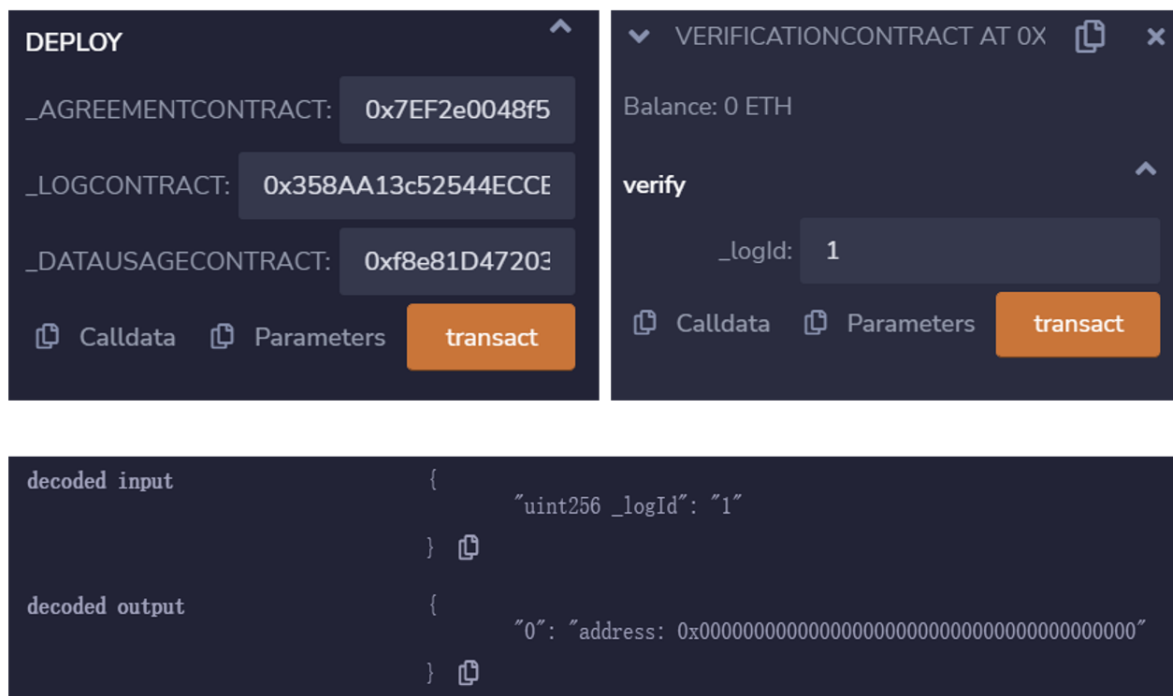 DEPLOY
_AGREEMENTCONTRACT: 0x7EF2e0048f5
_LOGCONTRACT: 0x358AA13c52544ECCE
_DATAUSAGECONTRACT: 0xf8e81D47203
Calldata Parameters transact
VERIFICATIONCONTRACT AT 0X
Balance: 0 ETH
verify
_logId: 1
Calldata Parameters transact
decoded input {
"uint256 _logId": "1"
}
decoded output {
"0": "address: 0x0000000000000000000000000000000000000000"
}